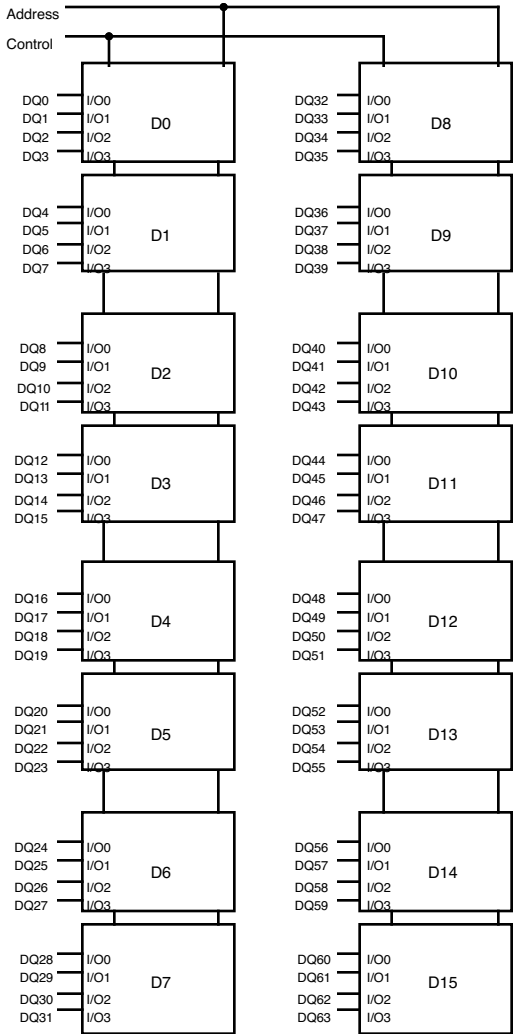 Address
Control
DQ0 I/O0
DQ1 I/O1
DQ2 I/O2
DQ3 I/O3
D0
DQ4 I/O0
DQ5 I/O1
DQ6 I/O2
DQ7 I/O3
D1
DQ8 I/O0
DQ9 I/O1
DQ10 I/O2
DQ11 I/O3
D2
DQ12 I/O0
DQ13 I/O1
DQ14 I/O2
DQ15 I/O3
D3
DQ16 I/O0
DQ17 I/O1
DQ18 I/O2
DQ19 I/O3
D4
DQ20 I/O0
DQ21 I/O1
DQ22 I/O2
DQ23 I/O3
D5
DQ24 I/O0
DQ25 I/O1
DQ26 I/O2
DQ27 I/O3
D6
DQ28 I/O0
DQ29 I/O1
DQ30 I/O2
DQ31 I/O3
D7
DQ32 I/O0
DQ33 I/O1
DQ34 I/O2
DQ35 I/O3
D8
DQ36 I/O0
DQ37 I/O1
DQ38 I/O2
DQ39 I/O3
D9
DQ40 I/O0
DQ41 I/O1
DQ42 I/O2
DQ43 I/O3
D10
DQ44 I/O0
DQ45 I/O1
DQ46 I/O2
DQ47 I/O3
D11
DQ48 I/O0
DQ49 I/O1
DQ50 I/O2
DQ51 I/O3
D12
DQ52 I/O0
DQ53 I/O1
DQ54 I/O2
DQ55 I/O3
D13
DQ56 I/O0
DQ57 I/O1
DQ58 I/O2
DQ59 I/O3
D14
DQ60 I/O0
DQ61 I/O1
DQ62 I/O2
DQ63 I/O3
D15